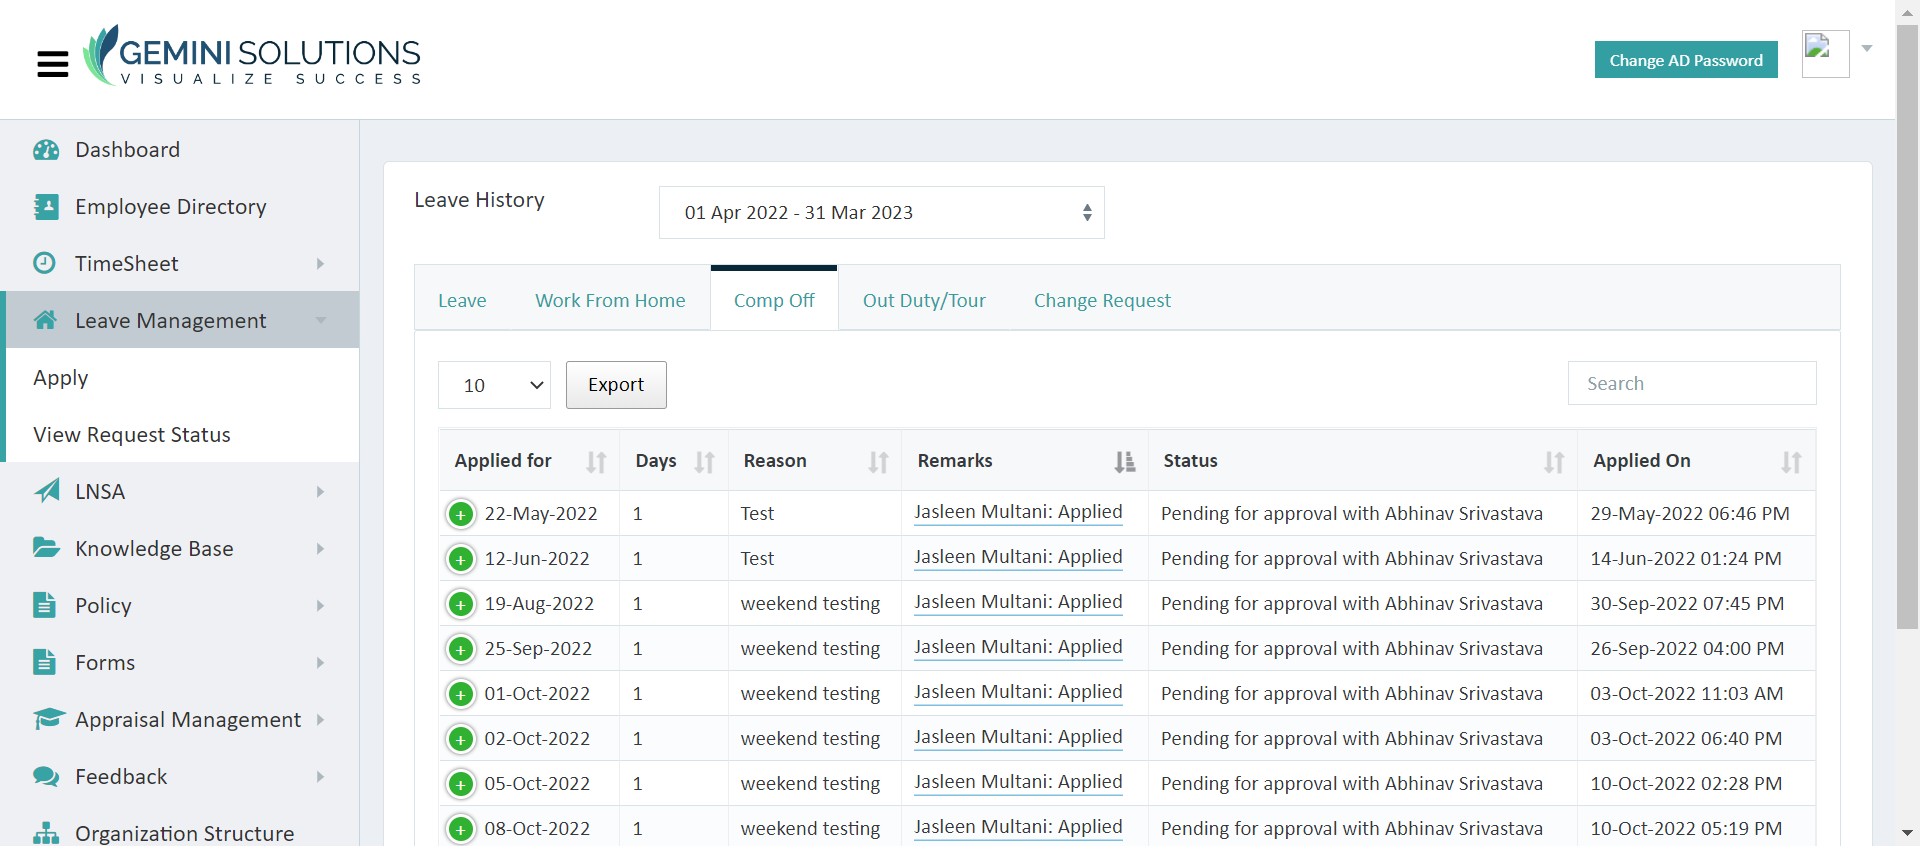 GEMINI SOLUTIONS
VISUALIZE SUCCESS
Change AD Password
Dashboard
Employee Directory
TimeSheet
Leave Management
Apply
View Request Status
LNSA
Knowledge Base
Policy
Forms
Appraisal Management
Feedback
Organization Structure
Leave History
01 Apr 2022 - 31 Mar 2023
Leave Work From Home Comp Off Out Duty/Tour Change Request
10 Export Search
Applied for Days Reason Remarks Status Applied On
22-May-2022 1 Test Jasleen Multani: Applied Pending for approval with Abhinav Srivastava 29-May-2022 06:46 PM
12-Jun-2022 1 Test Jasleen Multani: Applied Pending for approval with Abhinav Srivastava 14-Jun-2022 01:24 PM
19-Aug-2022 1 weekend testing Jasleen Multani: Applied Pending for approval with Abhinav Srivastava 30-Sep-2022 07:45 PM
25-Sep-2022 1 weekend testing Jasleen Multani: Applied Pending for approval with Abhinav Srivastava 26-Sep-2022 04:00 PM
01-Oct-2022 1 weekend testing Jasleen Multani: Applied Pending for approval with Abhinav Srivastava 03-Oct-2022 11:03 AM
02-Oct-2022 1 weekend testing Jasleen Multani: Applied Pending for approval with Abhinav Srivastava 03-Oct-2022 06:40 PM
05-Oct-2022 1 weekend testing Jasleen Multani: Applied Pending for approval with Abhinav Srivastava 10-Oct-2022 02:28 PM
08-Oct-2022 1 weekend testing Jasleen Multani: Applied Pending for approval with Abhinav Srivastava 10-Oct-2022 05:19 PM